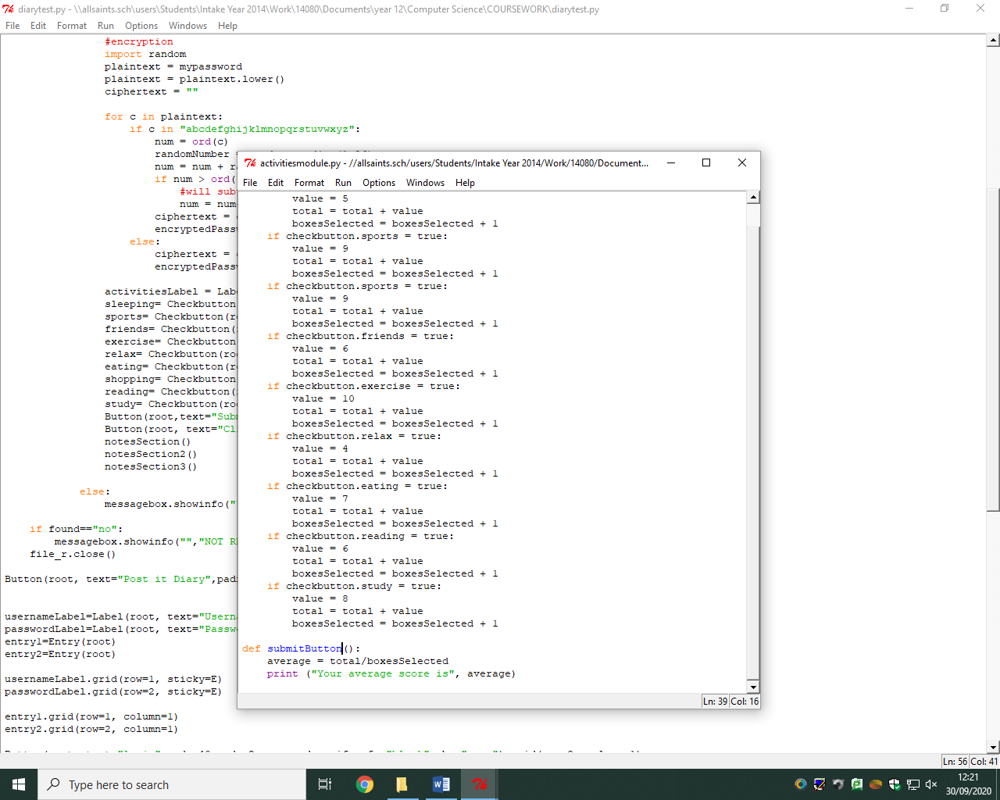 diarytest.py - \\allsaints.sch\users\Students\Intake Year 2014\Work\14080\Documents\year 12\Computer Science\COURSEWORK\diarytest.py
File Edit Format Run Options Windows Help
#encryption
import random
plaintext = mypassword
plaintext = plaintext.lower()
ciphertext = ""
for c in plaintext:
if c in "abcdefghijklmnopqrstuvwxyz":
num = ord(c)
randomNumber
num = num +
if num > ord(
#will
num =
ciphertext =
else:
ciphertext =
activitiesLabel =
sleeping= Checkbutton
sports= Checkbutton(
friends= Checkbutton(
exercise= Checkbutton
relax= Checkbutton(
eating= Checkbutton(
shopping= Checkbutton(
reading= Checkbutton(
study= Checkbutton(
Button(root,text="
Button(root, text="
notesSection()
notesSection2()
notesSection3()
else:
messagebox.showinfo("
if found=="no":
messagebox.showinfo("","NOT
file_r.close()
Button(root, text="Post it Diary",
usernameLabel=Label(root, text="
passwordLabel=Label(root, text="
entry1=Entry(root)
entry2=Entry(root)
usernameLabel.grid(row=1, sticky=E)
passwordLabel.grid(row=2, sticky=E)
entry1.grid(row=1, column=1)
entry2.grid(row=2, column=1)
Ln: 56 Col: 41
activitiesmodule.py - //allsaints.sch/users/Students/Intake Year 2014/Work/14080/Document...
File Edit Format Run Options Windows Help
value = 5
total = total + value
boxesSelected = boxesSelected + 1
if checkbutton.sports = true:
value = 9
total = total + value
boxesSelected = boxesSelected + 1
if checkbutton.sports = true:
value = 9
total = total + value
boxesSelected = boxesSelected + 1
if checkbutton.friends = true:
value = 6
total = total + value
boxesSelected = boxesSelected + 1
if checkbutton.exercise = true:
value = 10
total = total + value
boxesSelected = boxesSelected + 1
if checkbutton.relax = true:
value = 4
total = total + value
boxesSelected = boxesSelected + 1
if checkbutton.eating = true:
value = 7
total = total + value
boxesSelected = boxesSelected + 1
if checkbutton.reading = true:
value = 6
total = total + value
boxesSelected = boxesSelected + 1
if checkbutton.study = true:
value = 8
total = total + value
boxesSelected = boxesSelected + 1
def submitButton():
average = total/boxesSelected
print ("Your average score is", average)
Ln: 39 Col: 16
Type here to search
12:21
30/09/2020